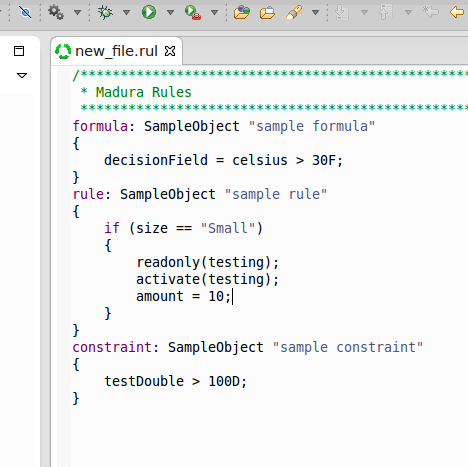 new_file.rul
/************************************************
 * Madura Rules
 ************************************************
formula: SampleObject "sample formula"
{
    decisionField = celsius > 30F;
}
rule: SampleObject "sample rule"
{
    if (size == "Small")
    {
        readonly(testing);
        activate(testing);
        amount = 10;
    }
}
constraint: SampleObject "sample constraint"
{
    testDouble > 100D;
}